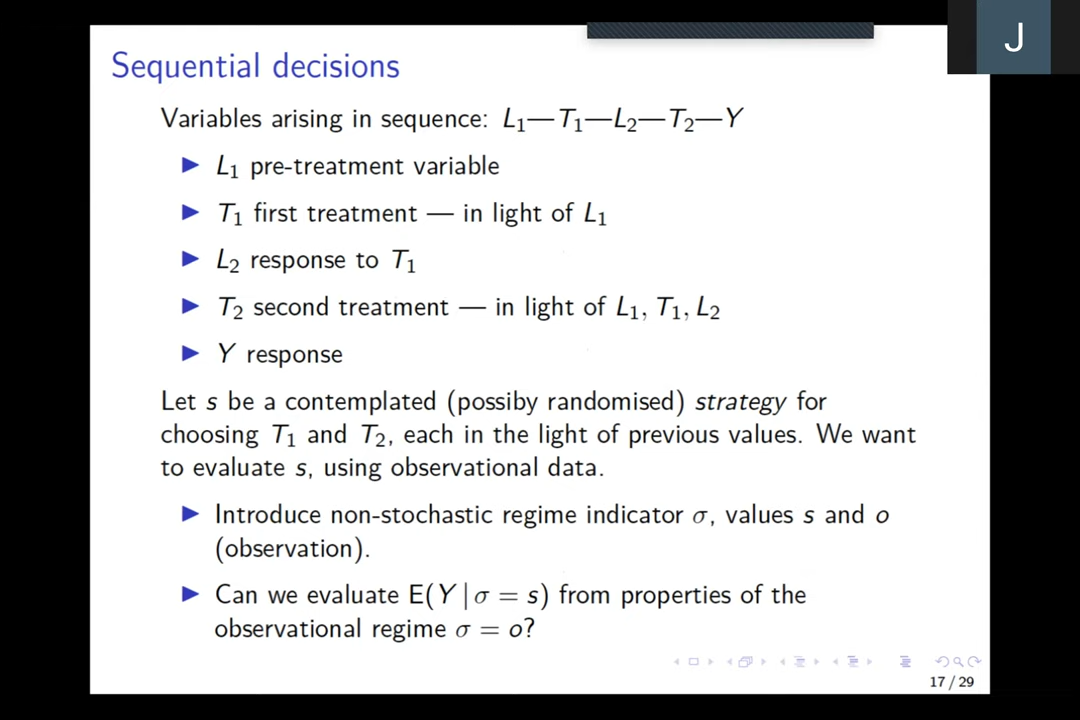 J
Sequential decisions
Variables arising in sequence: L₁—T₁—L₂—T₂—Y
▶ L₁ pre-treatment variable
▶ T₁ first treatment — in light of L₁
▶ L₂ response to T₁
▶ T₂ second treatment — in light of L₁, T₁, L₂
▶ Y response
Let s be a contemplated (possiby randomised) strategy for
choosing T₁ and T₂, each in the light of previous values. We want
to evaluate s, using observational data.
▶ Introduce non-stochastic regime indicator σ, values s and o
(observation).
▶ Can we evaluate E(Y | σ = s) from properties of the
observational regime σ = o?
17 / 29